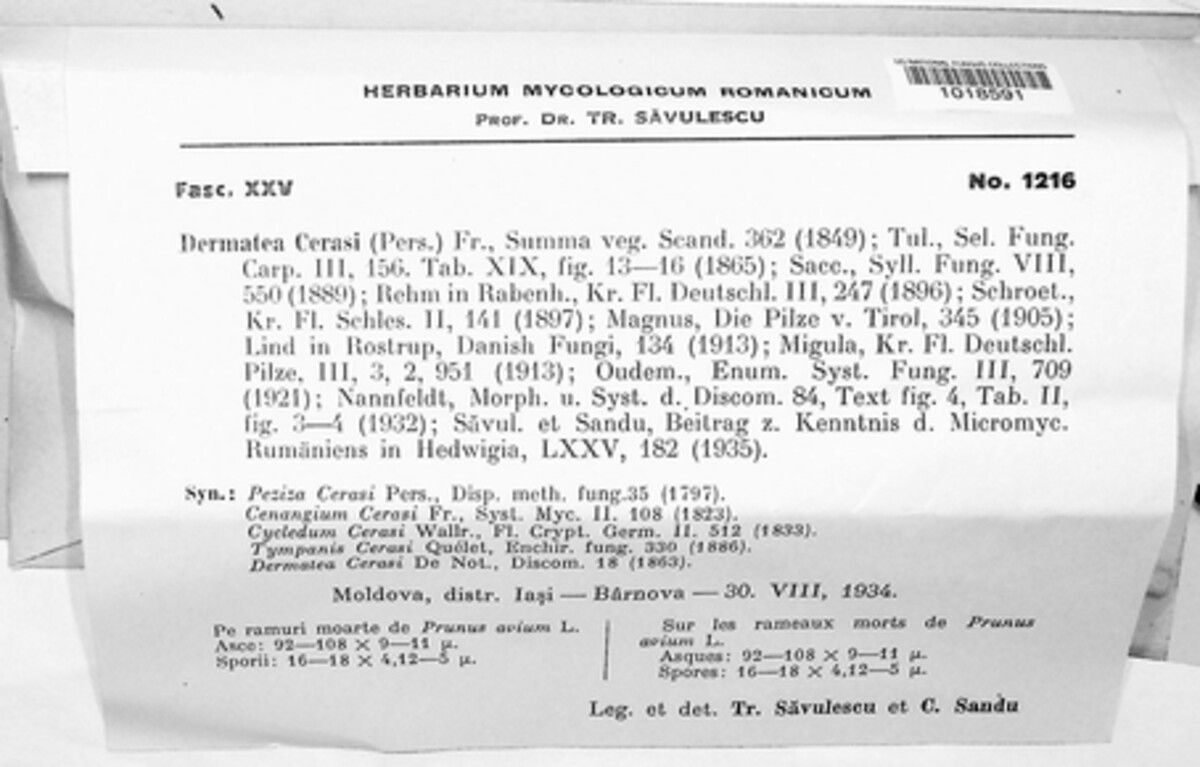 US NATIONAL FUNGUS COLLECTIONS
1018591
HERBARIUM MYCOLOGICUM ROMANICUM
PROF. DR. TR. SĂVULESCU
Fasc. XXV
No. 1216
Dermatea Cerasi (Pers.) Fr., Summa veg. Scand. 362 (1849); Tul., Sel. Fung.
Carp. III, 156. Tab. XIX, fig. 13—16 (1865); Sacc., Syll. Fung. VIII,
550 (1889); Rehm in Rabenh., Kr. Fl. Deutschl. III, 247 (1896); Schroet.,
Kr. Fl. Schles. II, 141 (1897); Magnus, Die Pilze v. Tirol, 345 (1905);
Lind in Rostrup, Danish Fungi, 134 (1913); Migula, Kr. Fl. Deutschl.
Pilze, III, 3, 2, 951 (1913); Oudem., Enum. Syst. Fung. III, 709
(1921); Nannfeldt, Morph. u. Syst. d. Discom. 84, Text fig. 4, Tab. II,
fig. 3—4 (1932); Săvul. et Sandu, Beitrag z. Kenntnis d. Micromyc.
Rumäniens in Hedwigia, LXXV, 182 (1935).
Syn.: Peziza Cerasi Pers., Disp. meth. fung.35 (1797).
Cenangium Cerasi Fr., Syst. Myc. II. 108 (1823).
Cycledum Cerasi Wallr., Fl. Crypt. Germ. II. 512 (1833).
Tympanis Cerasi Quélet, Enchir. fung. 330 (1886).
Dermatea Cerasi De Not., Discom. 18 (1863).
Moldova, distr. Iaşi — Bârnova — 30. VIII, 1934.
Pe ramuri moarte de Prunus avium L.
Asce: 92—108 × 9—11 µ.
Sporii: 16—18 × 4,12—5 µ.
Sur les rameaux morts de Prunus
avium L.
Asques: 92—108 × 9—11 µ.
Spores: 16—18 × 4,12—5 µ.
Leg. et det. Tr. Săvulescu et C. Sandu